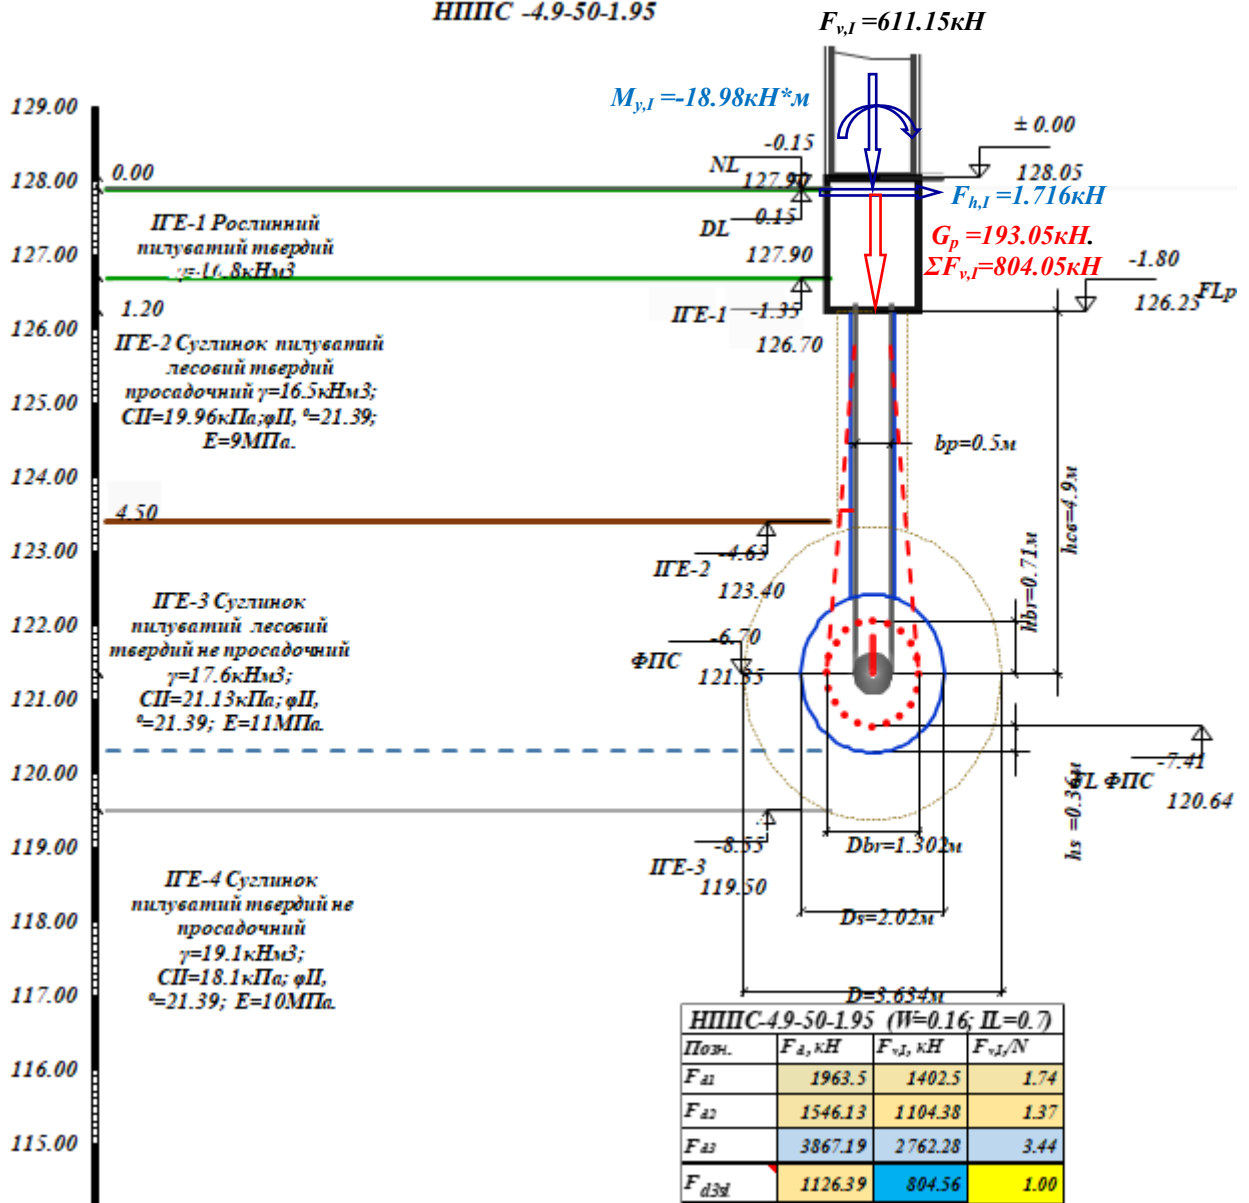 НППС -4.9-50-1.95
Fv,I =611.15кН
My,I =-18.98кН*м
129.00
128.00
127.00
126.00
125.00
124.00
123.00
122.00
121.00
120.00
119.00
118.00
117.00
116.00
115.00
0.00
ІГЕ-1 Рослинний
пилуватий твердий
γ=-16.8кНм3
1.20
ІГЕ-2 Суглинок пилуватий
лесовий твердий
просадочний γ=16.5кНм3;
СІІ=19.96кПа;φІІ, º=21.39;
Е=9МПа.
4.50
ІГЕ-3 Суглинок
пилуватий лесовий
твердий не просадочний
γ=17.6кНм3;
СІІ=21.13кПа; φІІ,
º=21.39; Е=11МПа.
ІГЕ-4 Суглинок
пилуватий твердий не
просадочний
γ=19.1кНм3;
СІІ=18.1кПа; φІІ,
º=21.39; Е=10МПа.
-0.15
NL
127.90
DL
0.15
127.90
ІГЕ-1
-1.35
126.70
± 0.00
128.05
Fh,I =1.716кН
Gp =193.05кН.
ΣFv,I=804.05кН
-1.80
126.25
FLp
bp=0.5м
hсв=4.9м
hbr=0.71м
ІГЕ-2
-4.65
123.40
ФПС
-6.70
121.35
-7.41
FL ФПС
120.64
hs =0.36м
ІГЕ-3
-8.55
119.50
Dbr=1.302м
Ds=2.02м
D=3.634м
НППС-4.9-50-1.95 (W=0.16; IL=0.7)
Позн. Fd, кН Fv,I, кН Fv,I/N
Fd1 1963.5 1402.5 1.74
Fd2 1546.13 1104.38 1.37
Fd3 3867.19 2762.28 3.44
Fd3sl 1126.39 804.56 1.00